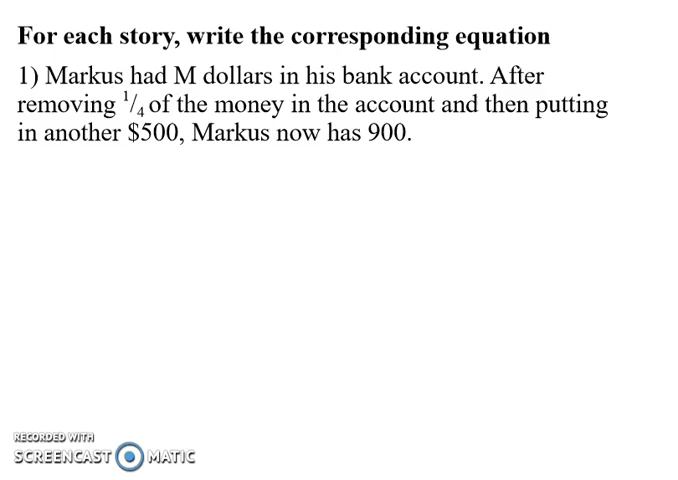 For each story, write the corresponding equation
1) Markus had M dollars in his bank account. After
removing ¹/₄ of the money in the account and then putting
in another $500, Markus now has 900.
RECORDED WITH
SCREENCAST MATIC